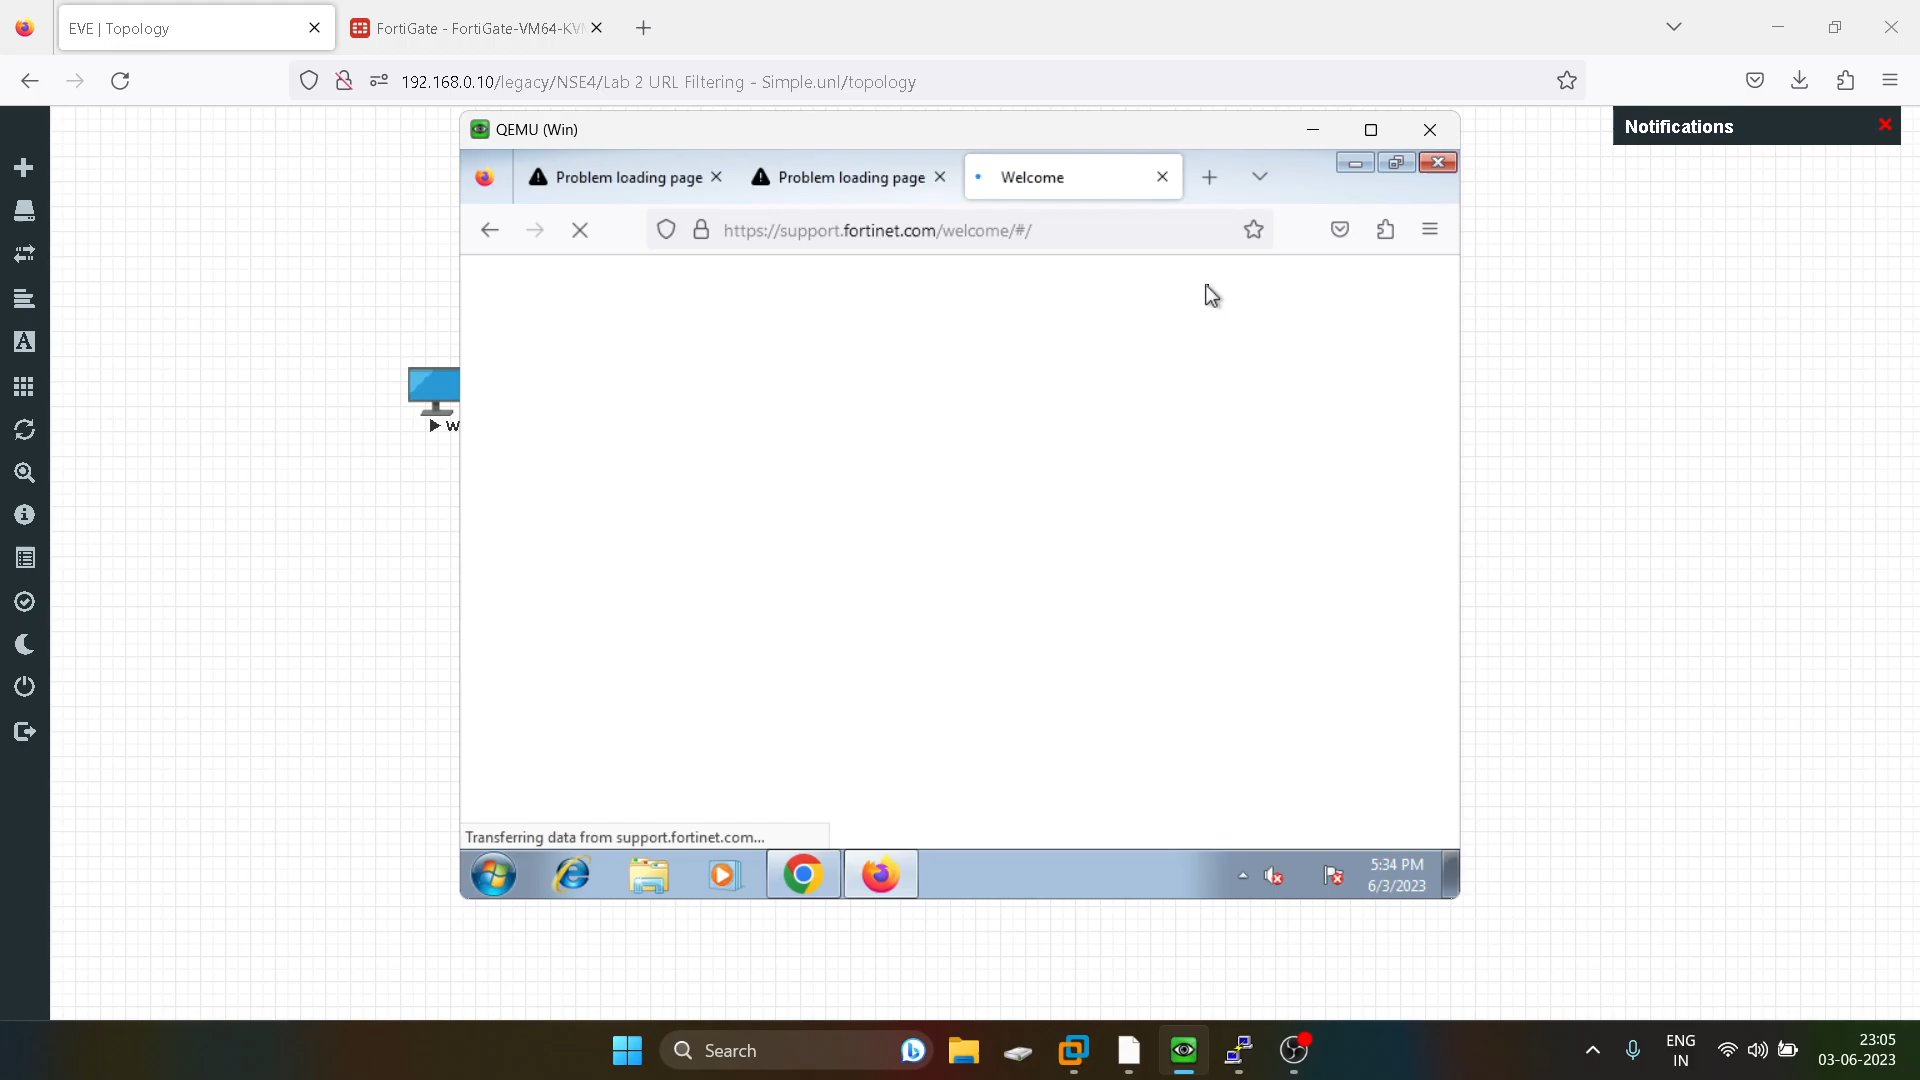 EVE | Topology
FortiGate - FortiGate-VM64-KV
192.168.0.10/legacy/NSE4/Lab 2 URL Filtering - Simple.unl/topology
Notifications
QEMU (Win)
Problem loading page
Problem loading page
Welcome
https://support.fortinet.com/welcome/#/
W
Transferring data from support.fortinet.com...
5:34 PM
6/3/2023
Search
ENG
IN
23:05
03-06-2023